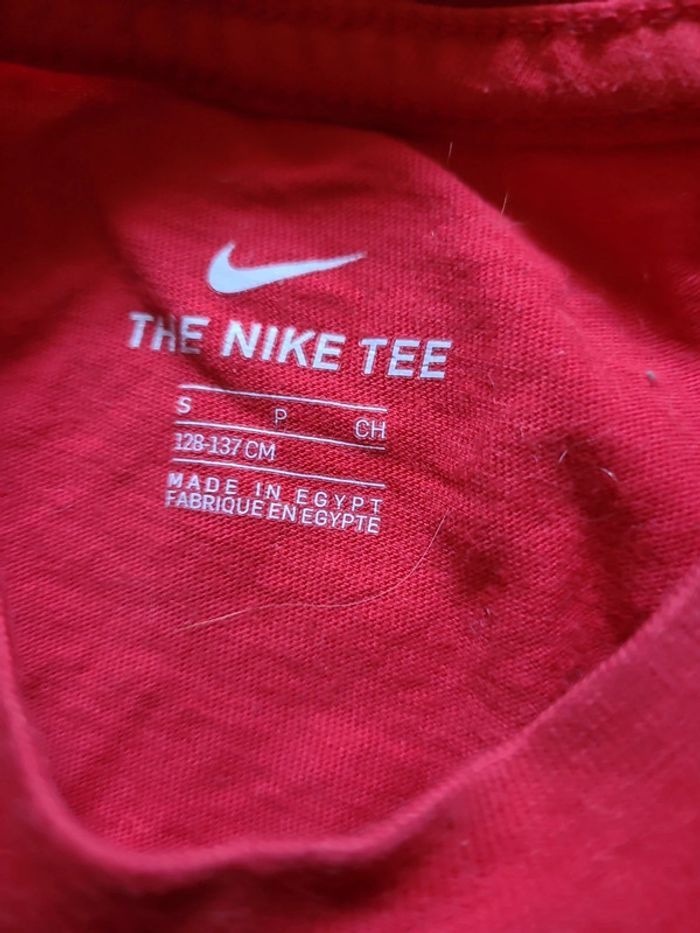 THE NIKE TEE
S P CH
128-137 CM
MADE IN EGYPT
FABRIQUE EN EGYPTE